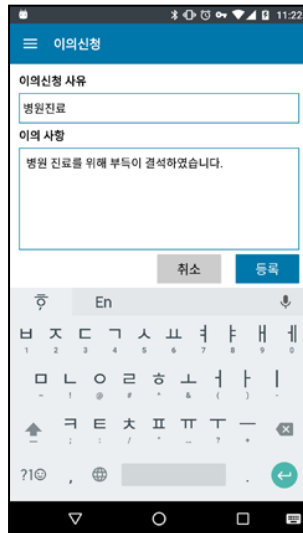 11:22
이의신청
이의신청 사유
병원진료
이의 사항
병원 진료를 위해 부득이 결석하였습니다.
취소 등록
En
ㅂ ㅈ ㄷ ㄱ ㅅ ㅛ ㅕ ㅑ ㅐ ㅔ
1 2 3 4 5 6 7 8 9 0
ㅁ ㄴ ㅇ ㄹ ㅎ ㅗ ㅓ ㅏ ㅣ
~ ! @ # ^ & ( )
ㅋ ㅌ ㅊ ㅍ ㅠ ㅜ ㅡ
?1☺ , .